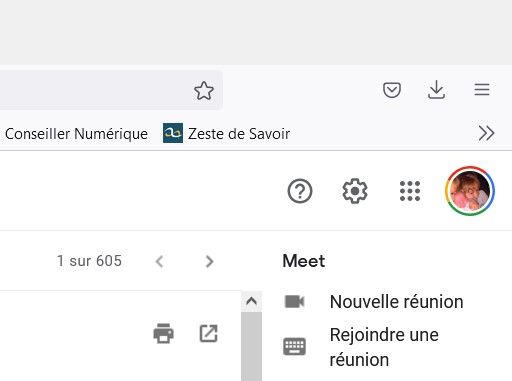 Conseiller Numérique Zeste de Savoir
1 sur 605
Meet
Nouvelle réunion
Rejoindre une
réunion